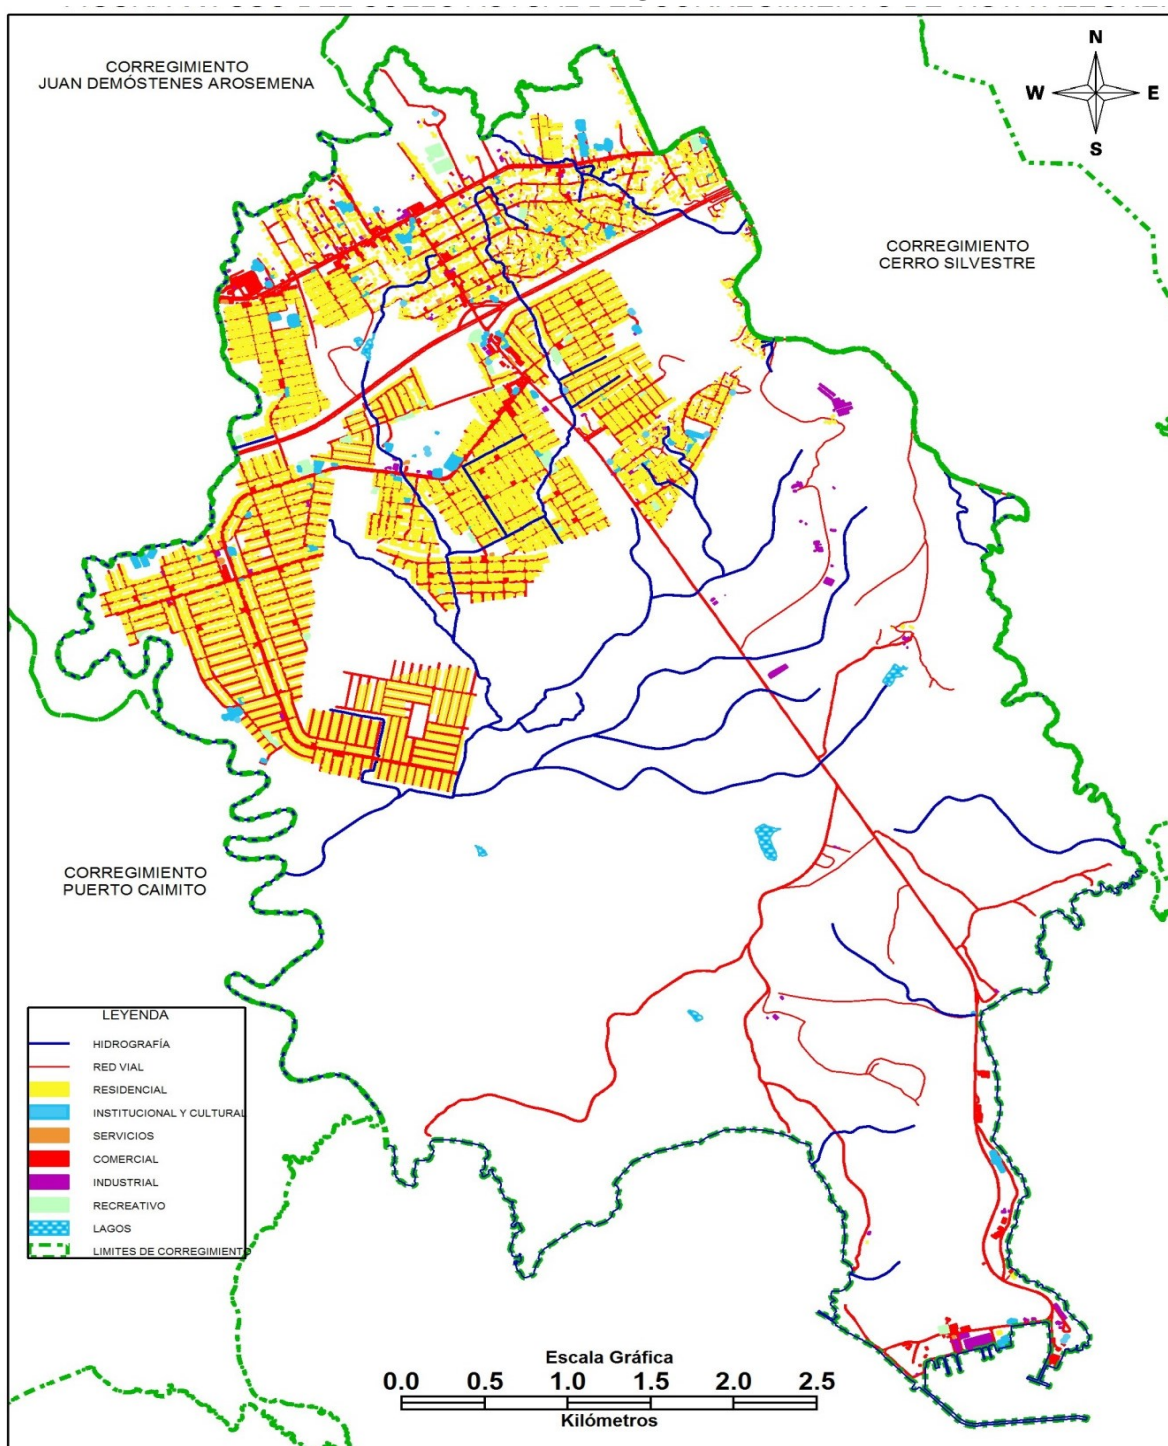 CORREGIMIENTO
JUAN DEMÓSTENES AROSEMENA
N
W E
S
CORREGIMIENTO
CERRO SILVESTRE
CORREGIMIENTO
PUERTO CAIMITO
LEYENDA
HIDROGRAFÍA
RED VIAL
RESIDENCIAL
INSTITUCIONAL Y CULTURAL
SERVICIOS
COMERCIAL
INDUSTRIAL
RECREATIVO
LAGOS
LIMITES DE CORREGIMIENTO
Escala Gráfica
0.0 0.5 1.0 1.5 2.0 2.5
Kilómetros